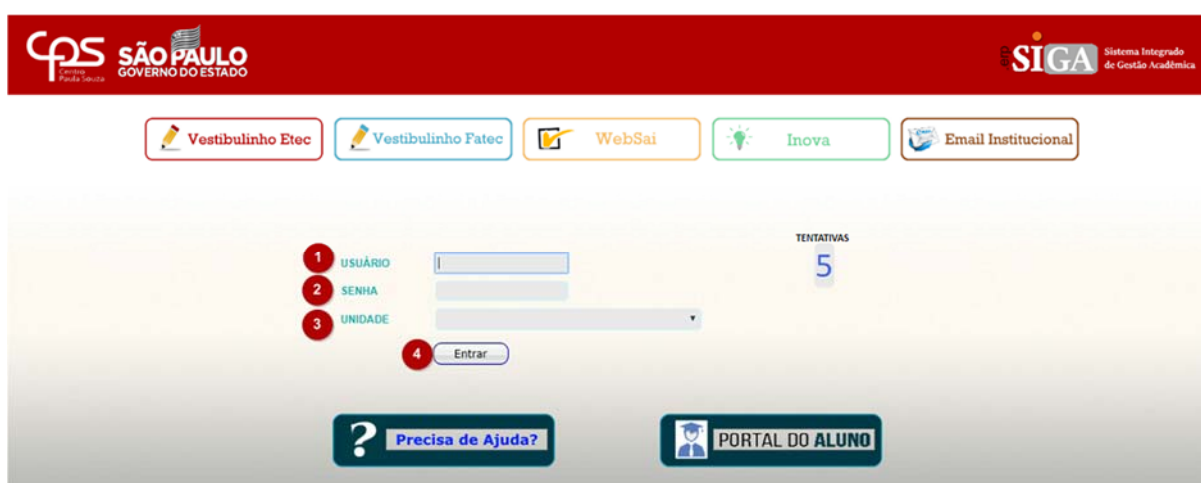 CPS
Centro
Paula Souza
SÃO PAULO
GOVERNO DO ESTADO
erp
SIGA
Sistema Integrado
de Gestão Acadêmica
Vestibulinho Etec
Vestibulinho Fatec
WebSai
Inova
Email Institucional
TENTATIVAS
5
1 USUÁRIO
2 SENHA
3 UNIDADE
4 Entrar
? Precisa de Ajuda?
PORTAL DO ALUNO